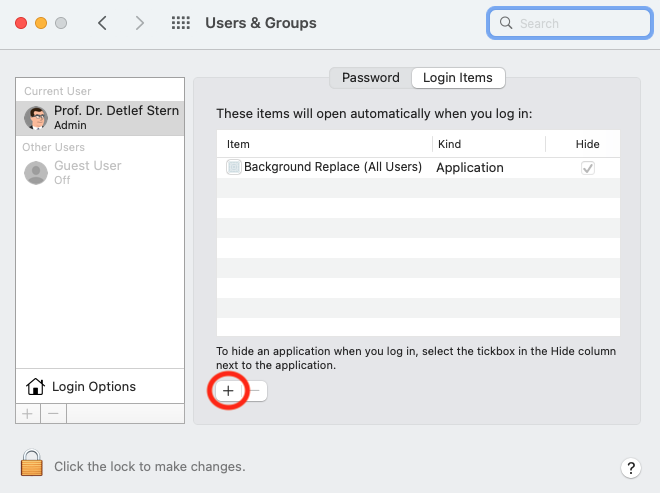 Users & Groups
Search
Current User
Prof. Dr. Detlef Stern
Admin
Other Users
Guest User
Off
Login Options
+ −
Password
Login Items
These items will open automatically when you log in:
Item Kind Hide
Background Replace (All Users) Application
To hide an application when you log in, select the tickbox in the Hide column
next to the application.
+ −
Click the lock to make changes.
?